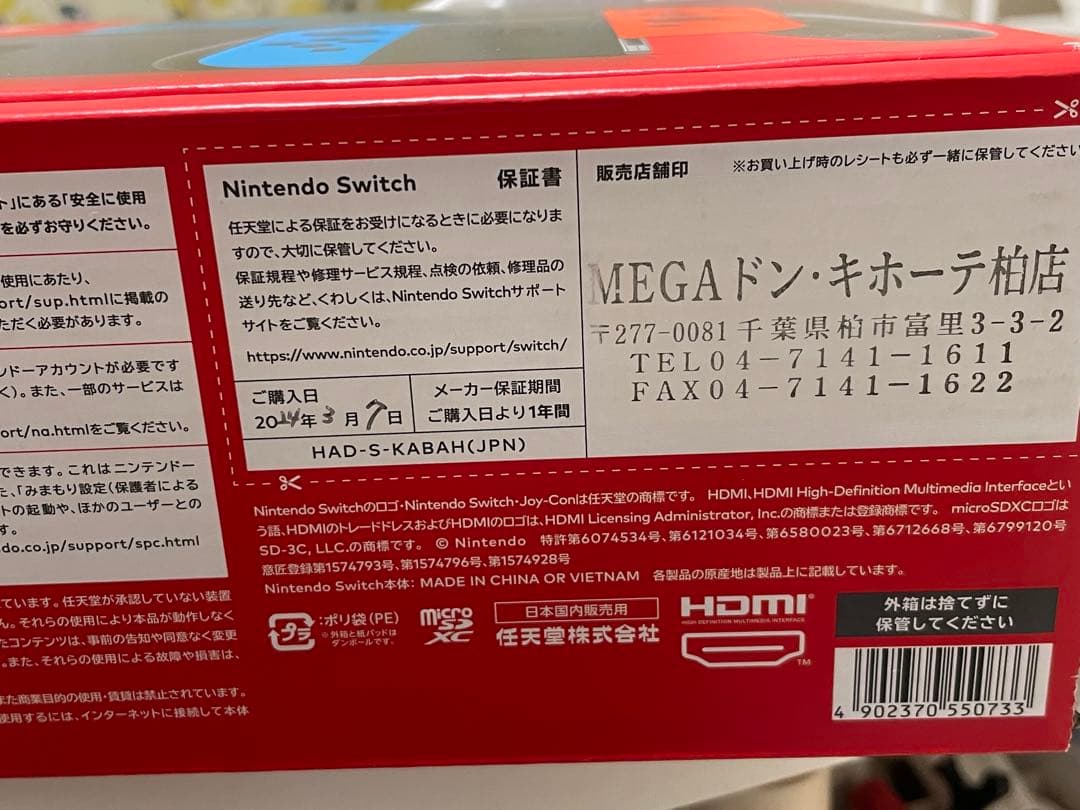 ト」にある「安全に使用
を必ずお守りください。
使用にあたり、
ort/sup.htmlに掲載の
ただく必要があります。
ンドーアカウントが必要です
く)。また、一部のサービスは
ort/na.htmlをご覧ください。
できます。これはニンテンドー
た、「みまもり設定(保護者による
トの起動や、ほかのユーザーとの
す。
do.co.jp/support/spc.html
ています。任天堂が承認していない装置
ん。それらの使用により本品が動作しなく
たコンテンツは、事前の告知や同意なく変更
。また、それらの使用による故障や損害は、
また商業目的の使用・賃貸は禁止されています。
使用するには、インターネットに接続して本体
Nintendo Switch 保証書
任天堂による保証をお受けになるときに必要になりま
すので、大切に保管してください。
保証規程や修理サービス規程、点検の依頼、修理品の
送り先など、くわしくは、Nintendo Switchサポート
サイトをご覧ください。
https://www.nintendo.co.jp/support/switch/
ご購入日
2024年3月7日
メーカー保証期間
ご購入日より1年間
HAD-S-KABAH(JPN)
販売店舗印 ※お買い上げ時のレシートも必ず一緒に保管してください
MEGAドン・キホーテ柏店
〒277-0081 千葉県柏市富里3-3-2
TEL04-7141-1611
FAX04-7141-1622
Nintendo Switchのロゴ・Nintendo Switch・Joy-Conは任天堂の商標です。 HDMI、HDMI High-Definition Multimedia Interfaceとい
う語、HDMIのトレードドレスおよびHDMIのロゴは、HDMI Licensing Administrator, Inc.の商標または登録商標です。 microSDXCロゴは
SD-3C, LLC.の商標です。 © Nintendo 特許第6074534号、第6121034号、第6580023号、第6712668号、第6799120号
意匠登録第1574793号、第1574796号、第1574928号
Nintendo Switch本体: MADE IN CHINA OR VIETNAM 各製品の原産地は製品上に記載しています。
プラ
:ポリ袋(PE)
※外箱と紙パッドは
ダンボールです。
micro
SD
XC
日本国内販売用
任天堂株式会社
HDMI
HIGH-DEFINITION MULTIMEDIA INTERFACE
TM
外箱は捨てずに
保管してください
4 902370 550733